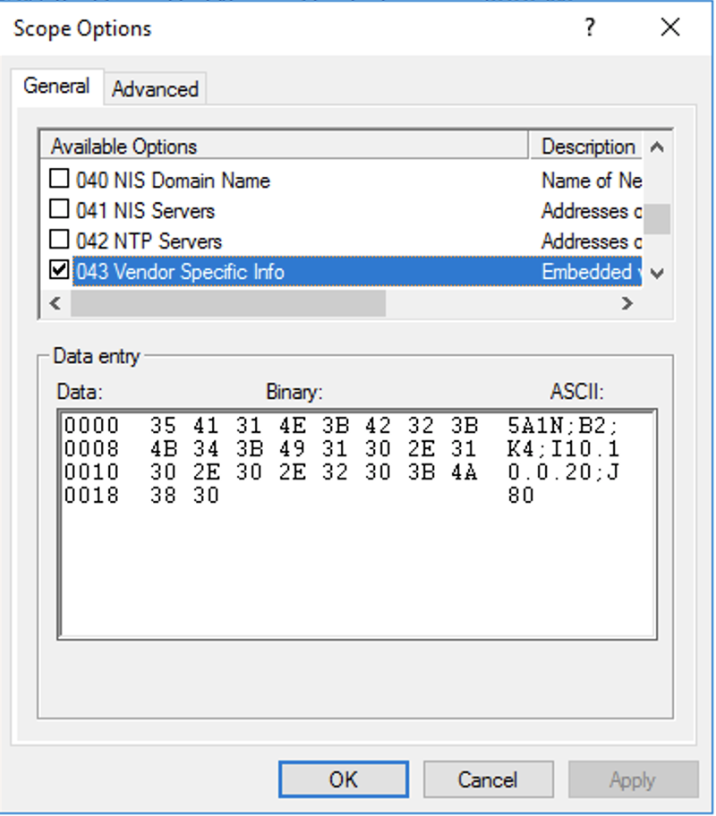 Scope Options ?
General Advanced
Available Options Description
040 NIS Domain Name Name of Ne
041 NIS Servers Addresses o
042 NTP Servers Addresses o
043 Vendor Specific Info Embedded
Data entry
Data: Binary: ASCII:
0000 35 41 31 4E 3B 42 32 3B 5A1N;B2;
0008 4B 34 3B 49 31 30 2E 31 K4;I10.1
0010 30 2E 30 2E 32 30 3B 4A 0.0.20;J
0018 38 30 80
OK Cancel Apply